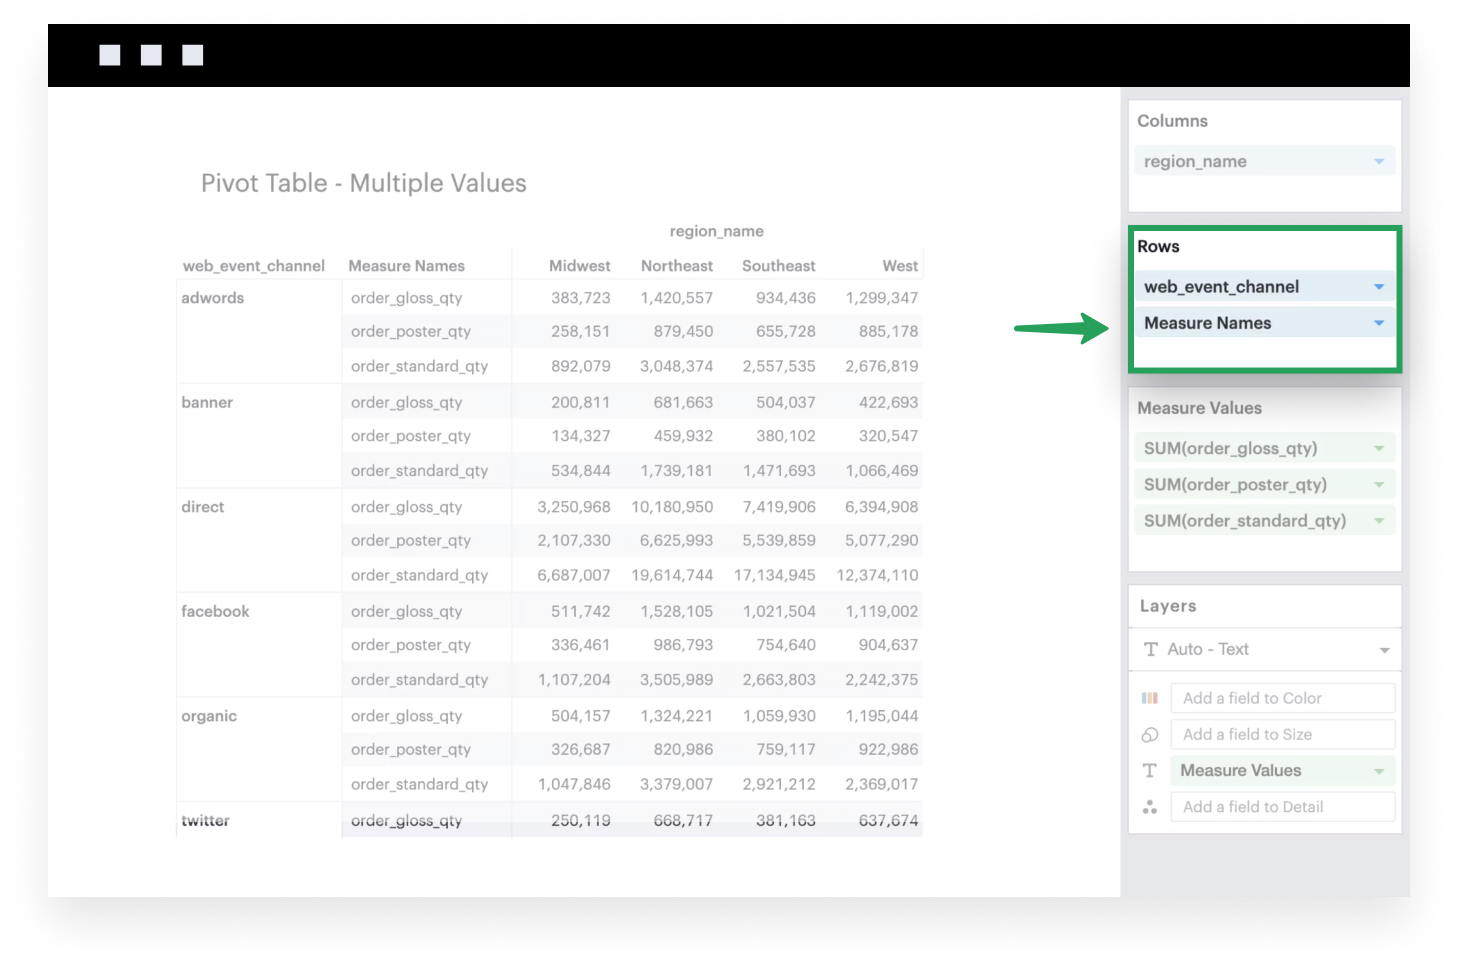 Pivot Table - Multiple Values
region_name
web_event_channel Measure Names Midwest Northeast Southeast West
adwords order_gloss_qty 383,723 1,420,557 934,436 1,299,347
order_poster_qty 258,151 879,450 655,728 885,178
order_standard_qty 892,079 3,048,374 2,557,535 2,676,819
banner order_gloss_qty 200,811 681,663 504,037 422,693
order_poster_qty 134,327 459,932 380,102 320,547
order_standard_qty 534,844 1,739,181 1,471,693 1,066,469
direct order_gloss_qty 3,250,968 10,180,950 7,419,906 6,394,908
order_poster_qty 2,107,330 6,625,993 5,539,859 5,077,290
order_standard_qty 6,687,007 19,614,744 17,134,945 12,374,110
facebook order_gloss_qty 511,742 1,528,105 1,021,504 1,119,002
order_poster_qty 336,461 986,793 754,640 904,637
order_standard_qty 1,107,204 3,505,989 2,663,803 2,242,375
organic order_gloss_qty 504,157 1,324,221 1,059,930 1,195,044
order_poster_qty 326,687 820,986 759,117 922,986
order_standard_qty 1,047,846 3,379,007 2,921,212 2,369,017
twitter order_gloss_qty 250,119 668,717 381,163 637,674
Columns
region_name
Rows
web_event_channel
Measure Names
Measure Values
SUM(order_gloss_qty)
SUM(order_poster_qty)
SUM(order_standard_qty)
Layers
T Auto - Text
Add a field to Color
Add a field to Size
T Measure Values
Add a field to Detail